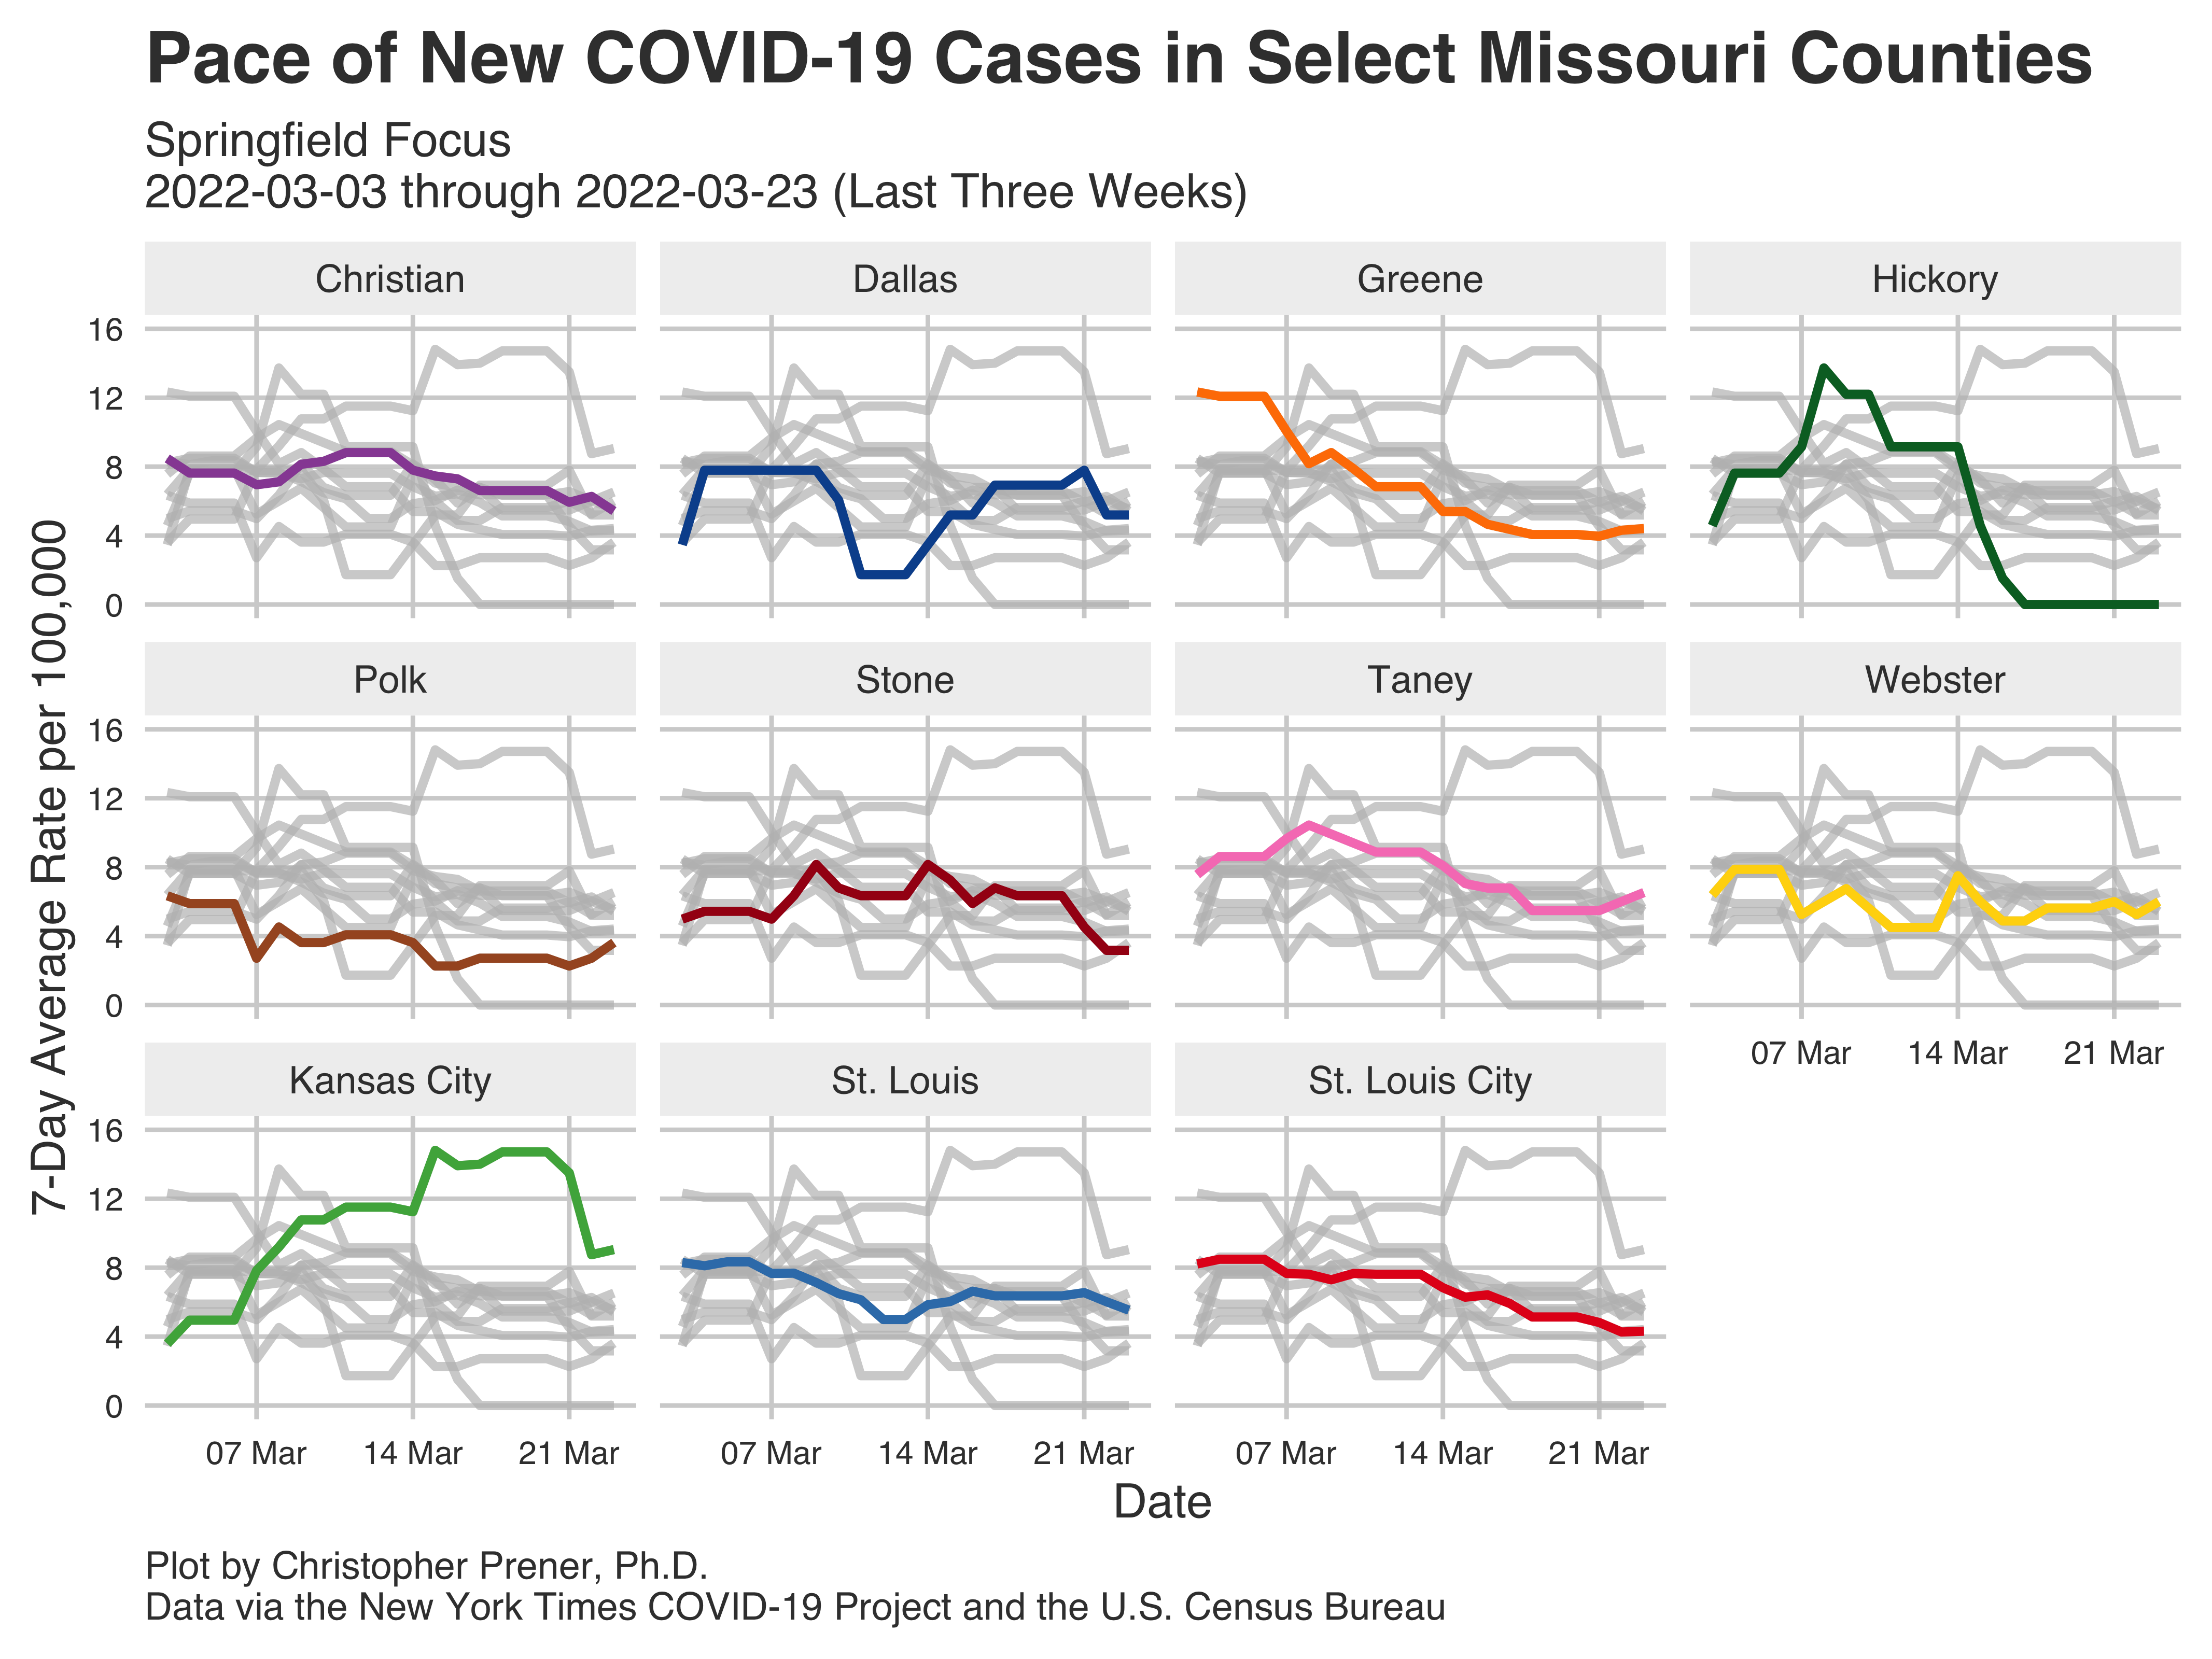 Pace of New COVID-19 Cases in Select Missouri Counties
Springfield Focus
2022-03-03 through 2022-03-23 (Last Three Weeks)
7-Day Average Rate per 100,000
Christian
Dallas
Greene
Hickory
16
12
8
4
0
Polk
Stone
Taney
Webster
16
12
8
4
0
07 Mar
14 Mar
21 Mar
Kansas City
St. Louis
St. Louis City
16
12
8
4
0
07 Mar
14 Mar
21 Mar
07 Mar
14 Mar
21 Mar
07 Mar
14 Mar
21 Mar
Date
Plot by Christopher Prener, Ph.D.
Data via the New York Times COVID-19 Project and the U.S. Census Bureau